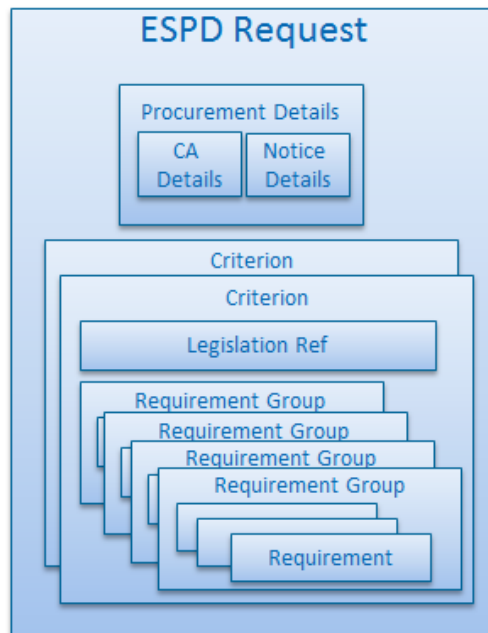 ESPD Request
Procurement Details
CA Details
Notice Details
Criterion
Criterion
Legislation Ref
Requirement Group
Requirement Group
Requirement Group
Requirement Group
Requirement